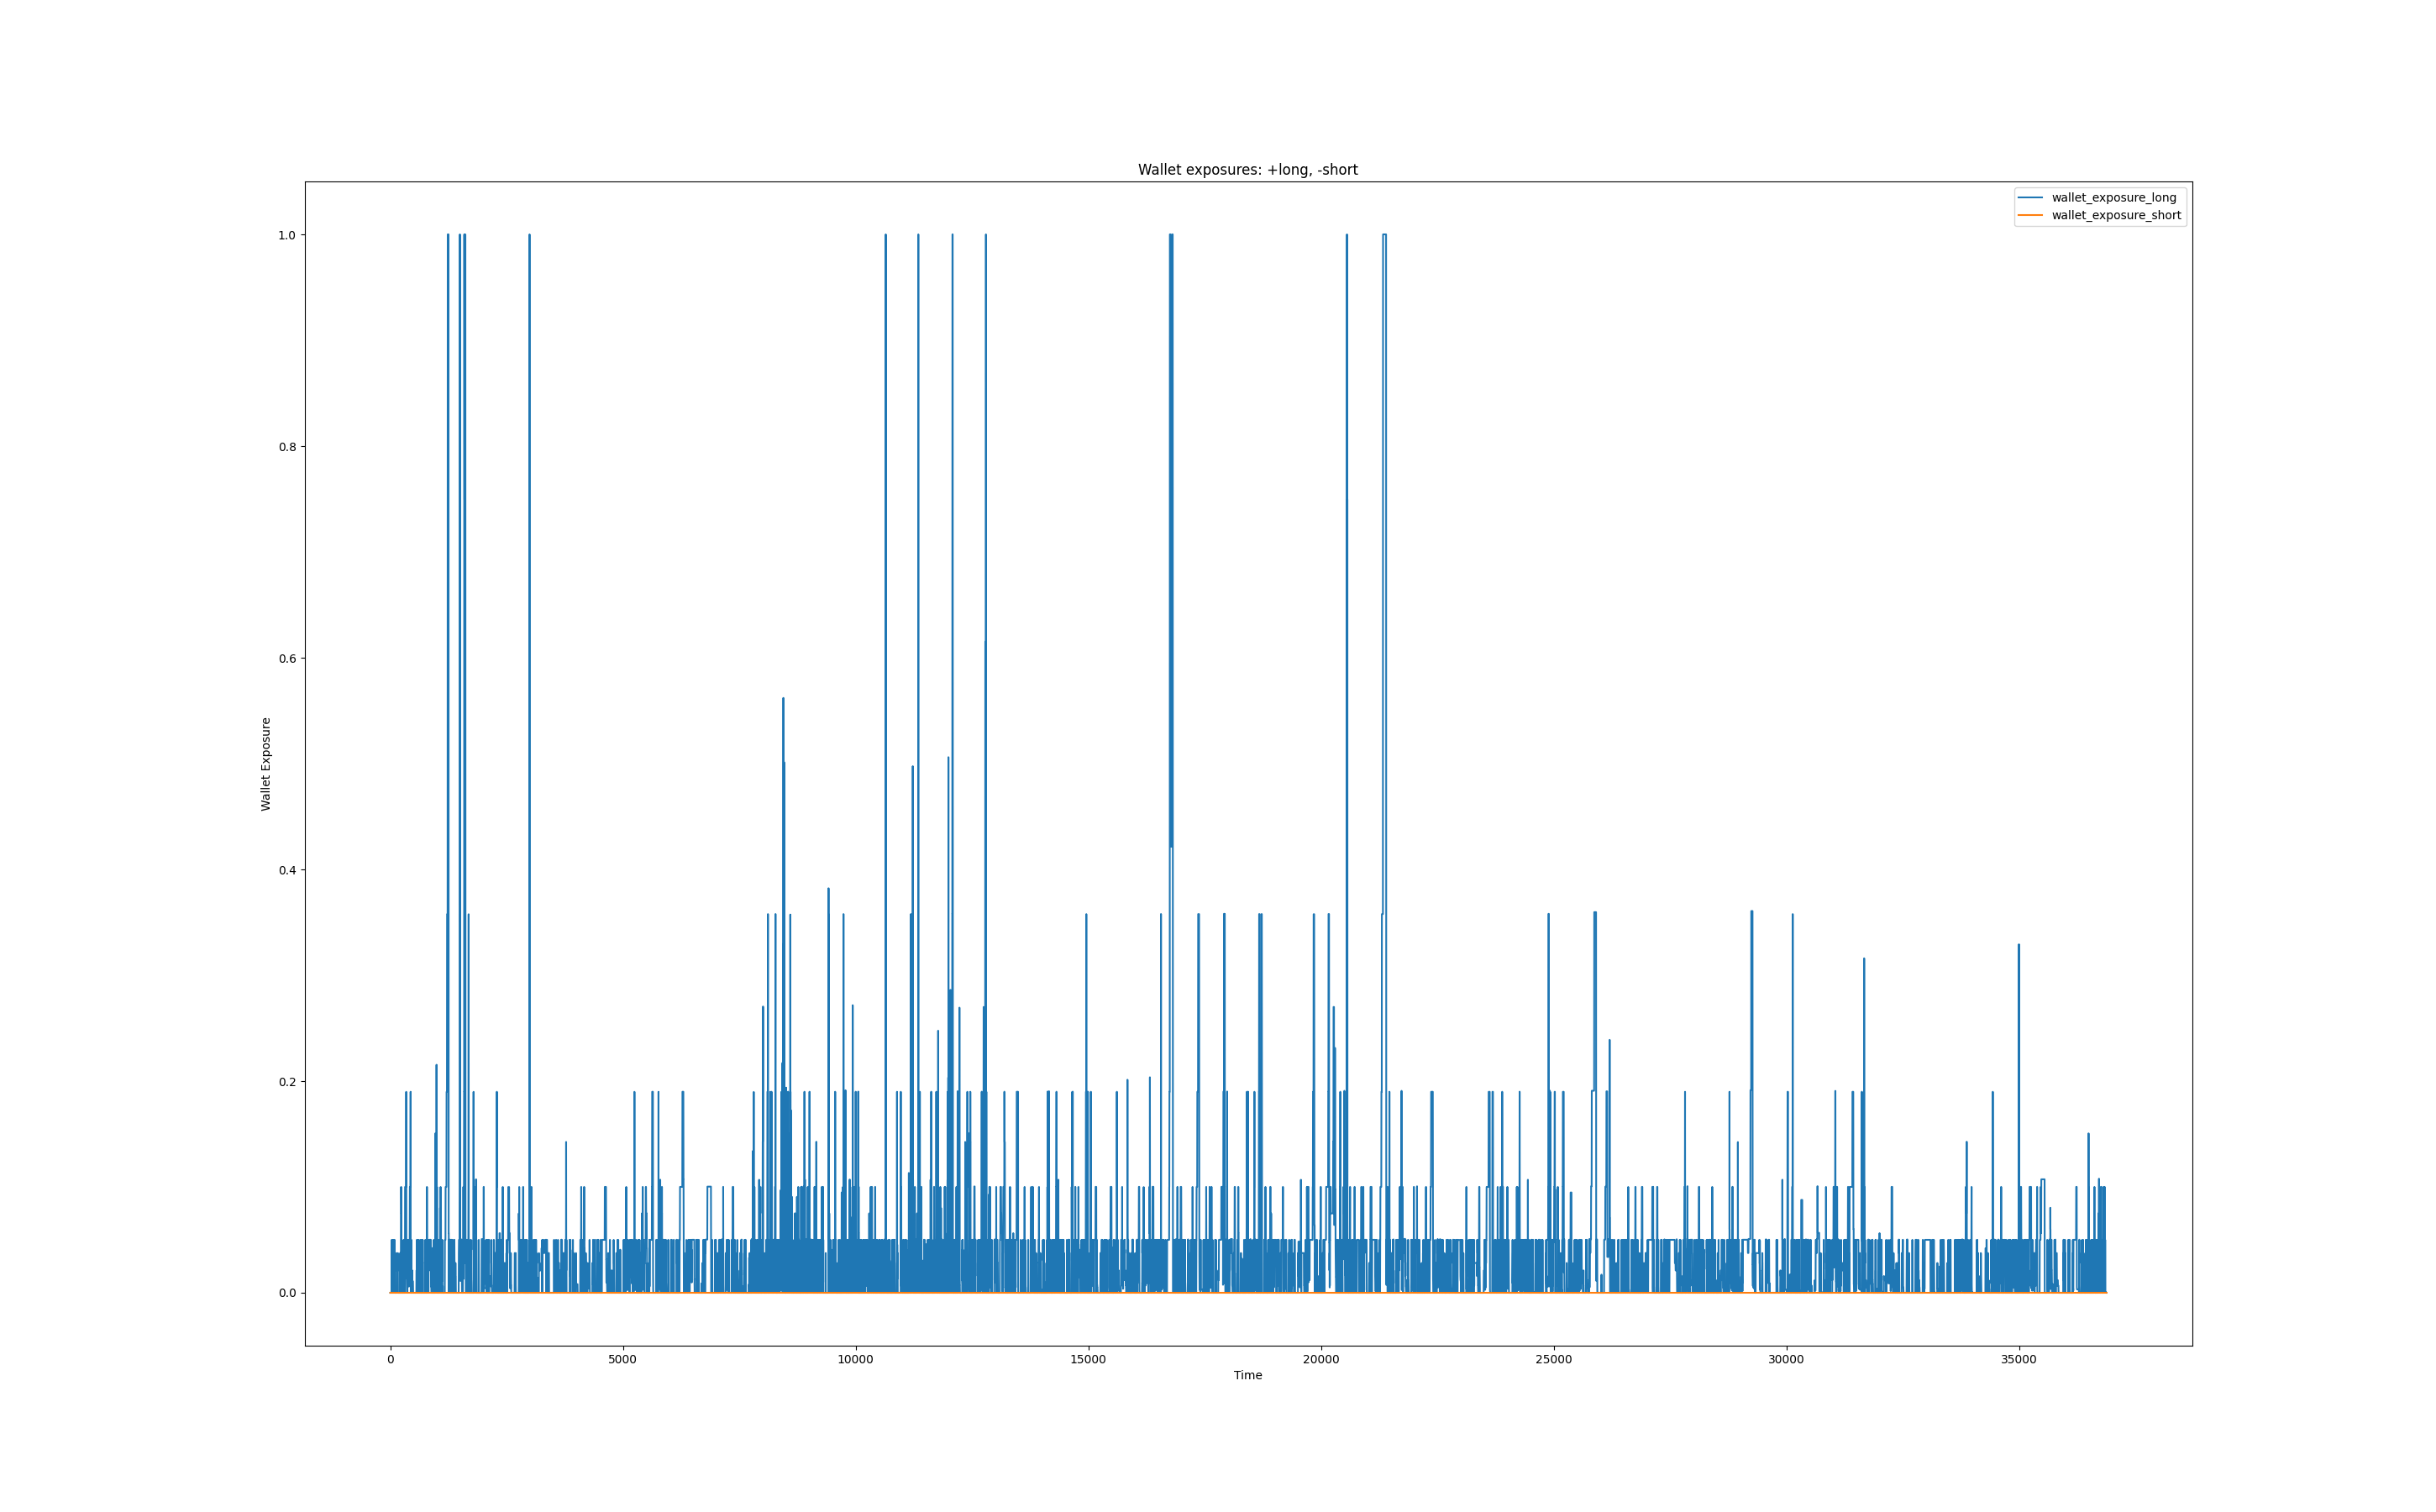 Wallet exposures: +long, -short
wallet_exposure_long
wallet_exposure_short
1.0
0.8
0.6
0.4
0.2
0.0
Wallet Exposure
0 5000 10000 15000 20000 25000 30000 35000
Time